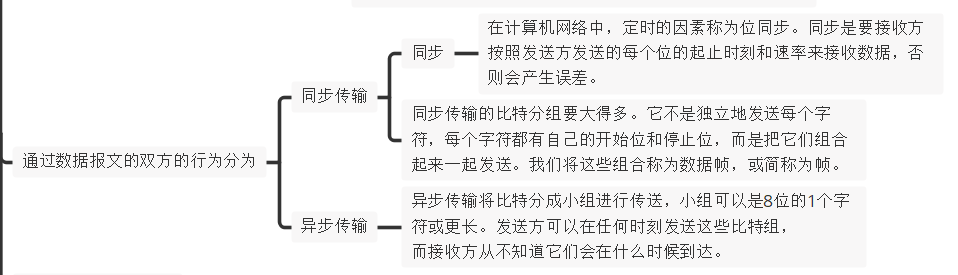 在计算机网络中，定时的因素称为位同步。同步是要接收方
按照发送方发送的每个位的起止时刻和速率来接收数据，否
则会产生误差。
同步
同步传输
同步传输的比特分组要大得多。它不是独立地发送每个字
符，每个字符都有自己的开始位和停止位，而是把它们组合
起来一起发送。我们将这些组合称为数据帧，或简称为帧。
通过数据报文的双方的行为分为
异步传输将比特分成小组进行传送，小组可以是8位的1个字
符或更长。发送方可以在任何时刻发送这些比特组，
而接收方从不知道它们会在什么时候到达。
异步传输